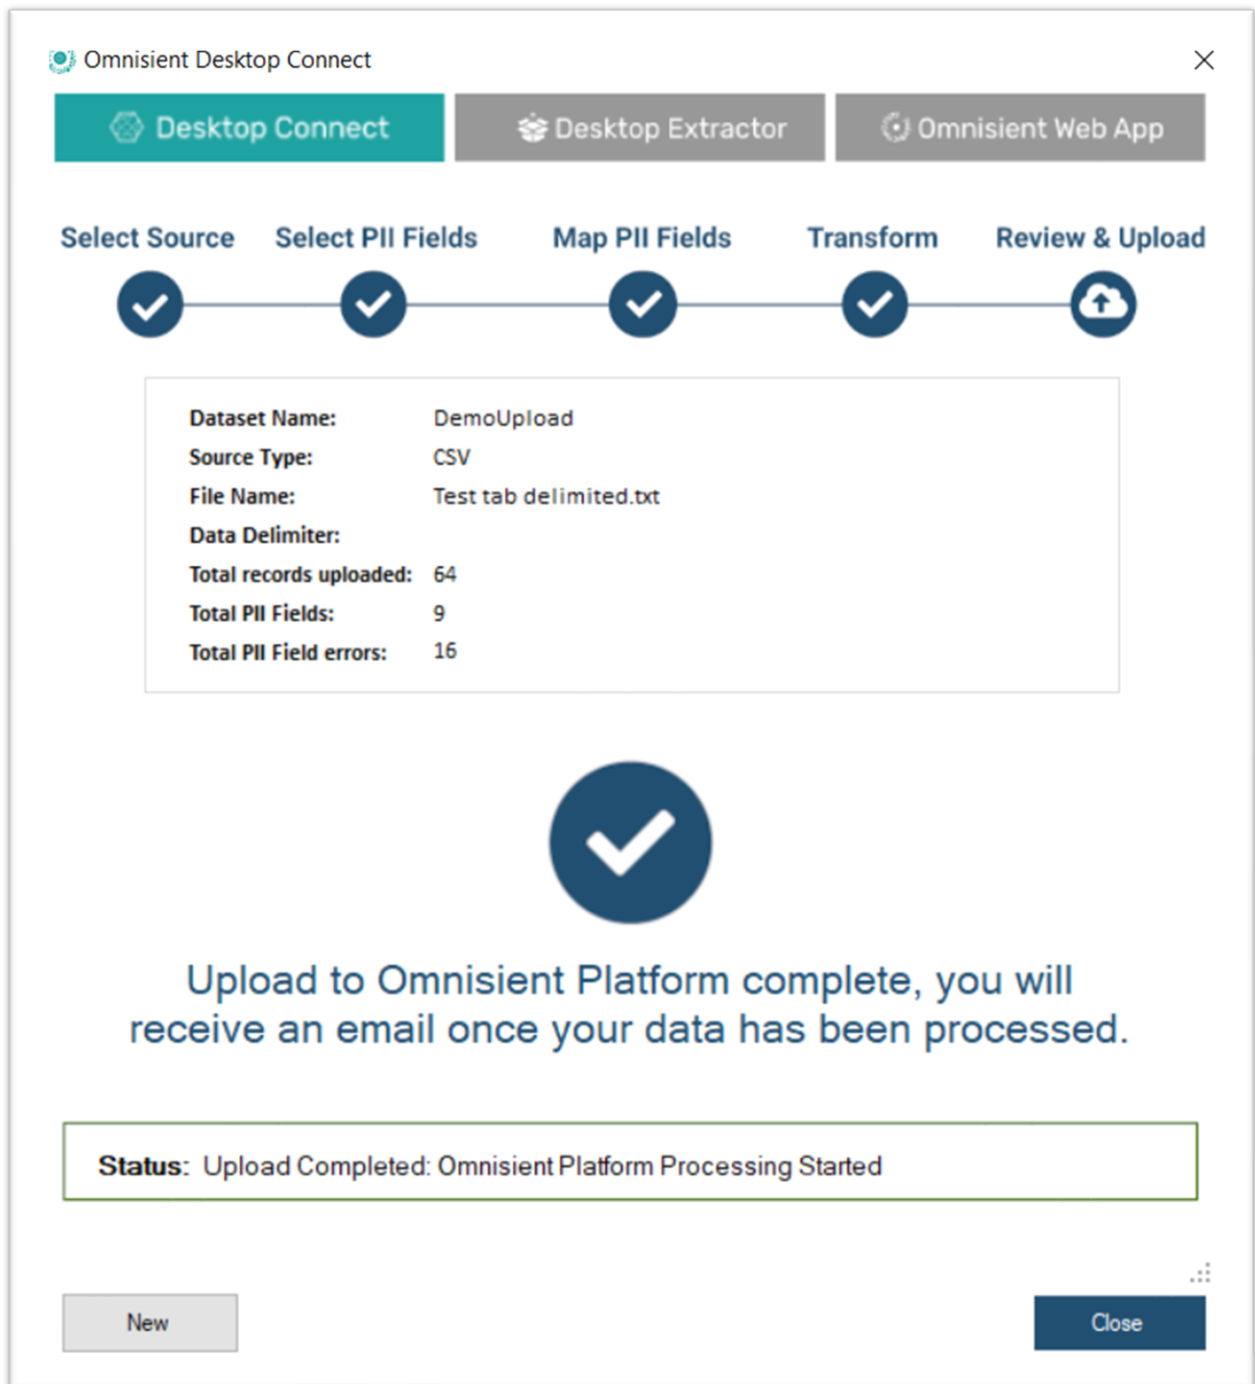 Omnisient Desktop Connect
Desktop Connect Desktop Extractor Omnisient Web App
Select Source Select PII Fields Map PII Fields Transform Review & Upload
Dataset Name: DemoUpload
Source Type: CSV
File Name: Test tab delimited.txt
Data Delimiter:
Total records uploaded: 64
Total PII Fields: 9
Total PII Field errors: 16
Upload to Omnisient Platform complete, you will
receive an email once your data has been processed.
Status: Upload Completed: Omnisient Platform Processing Started
New Close